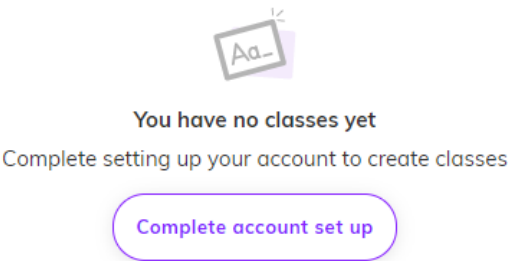 Aa_
You have no classes yet
Complete setting up your account to create classes
Complete account set up